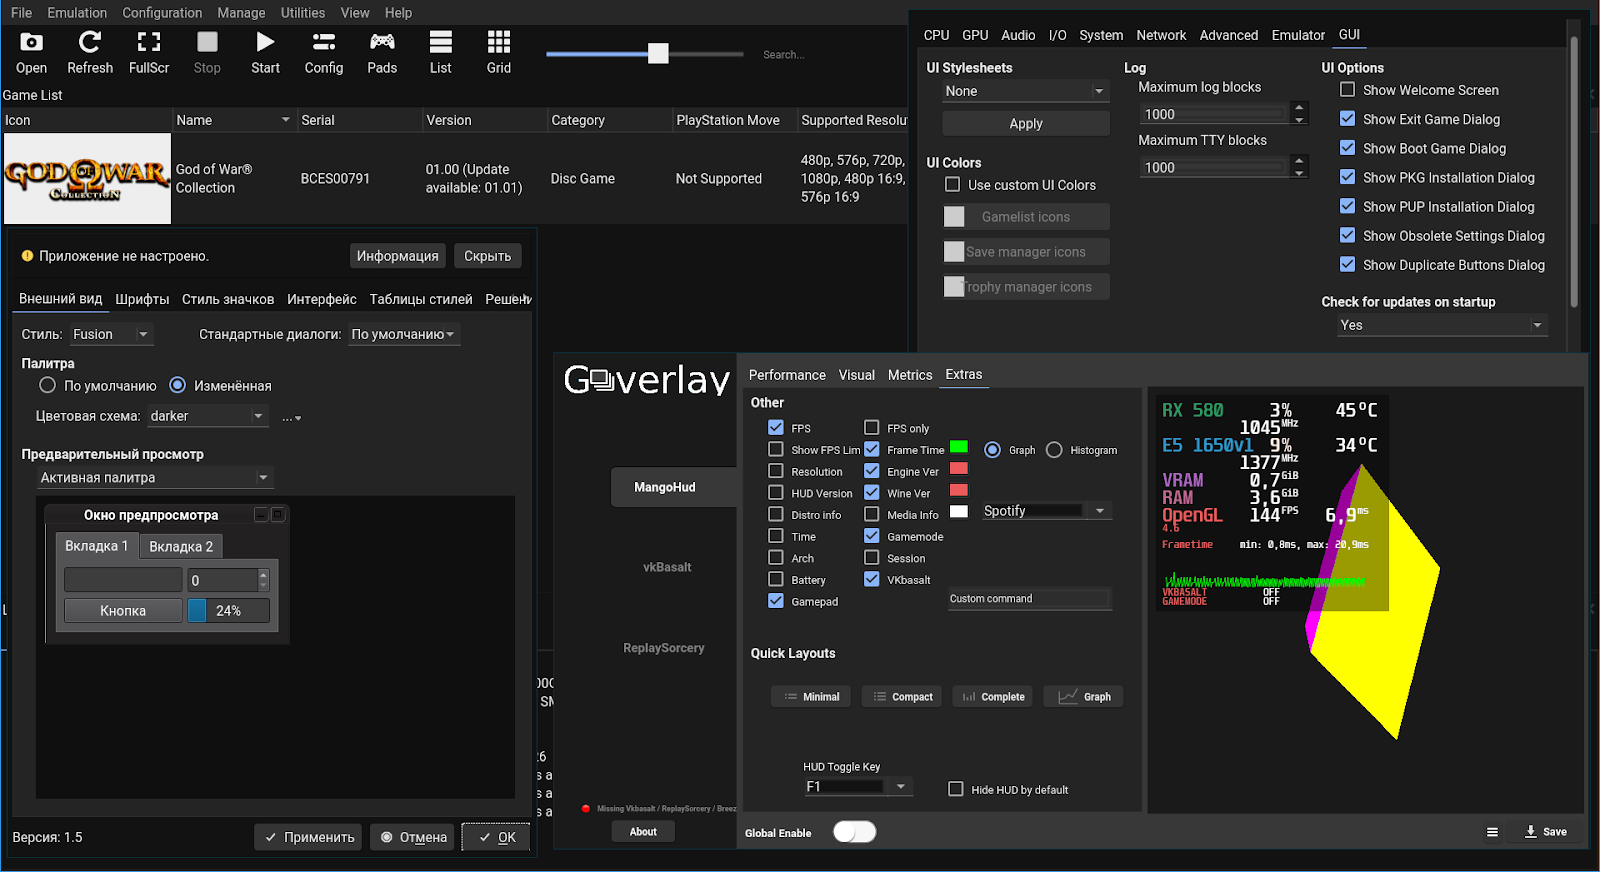 File Emulation Configuration Manage Utilities View Help
Open Refresh FullScr Stop Start Config Pads List Grid Search...
Game List
Icon Name Serial Version Category PlayStation Move Supported Resolut
GOD OF WAR
COLLECTION
God of War®
Collection
BCES00791
01.00 (Update
available: 01.01)
Disc Game
Not Supported
480p, 576p, 720p,
1080p, 480p 16:9,
576p 16:9
CPU GPU Audio I/O System Network Advanced Emulator GUI
UI Stylesheets
None
Apply
UI Colors
Use custom UI Colors
Gamelist icons
Save manager icons
Trophy manager icons
Log
Maximum log blocks
1000
Maximum TTY blocks
1000
UI Options
Show Welcome Screen
Show Exit Game Dialog
Show Boot Game Dialog
Show PKG Installation Dialog
Show PUP Installation Dialog
Show Obsolete Settings Dialog
Show Duplicate Buttons Dialog
Check for updates on startup
Yes
Приложение не настроено. Информация Скрыть
Внешний вид Шрифты Стиль значков Интерфейс Таблицы стилей
Стиль: Fusion Стандартные диалоги: По умолчанию
Палитра
По умолчанию Изменённая
Цветовая схема: darker ...
Предварительный просмотр
Активная палитра
Окно предпросмотра
Вкладка 1 Вкладка 2
0
Кнопка 24%
Версия: 1.5 Применить Отмена OK
Goverlay
MangoHud
vkBasalt
ReplaySorcery
Missing Vkbasalt / ReplaySorcery / Breez
About
Performance Visual Metrics Extras
Other
FPS FPS only
Show FPS Lim Frame Time Graph Histogram
Resolution Engine Ver
HUD Version Wine Ver
Distro info Media Info Spotify
Time Gamemode
Arch Session
Battery VKbasalt
Gamepad Custom command
Quick Layouts
Minimal Compact Complete Graph
HUD Toggle Key
F1 Hide HUD by default
Global Enable Save
RX 580 3% 45°C
1045MHz
E5 1650v1 9% 34°C
1377MHz
VRAM 0,7GiB
RAM 3,6GiB
OpenGL 144FPS 6,9ms
4.6
Frametime min: 0,8ms, max: 20,9ms
VKBASALT OFF
GAMEMODE OFF